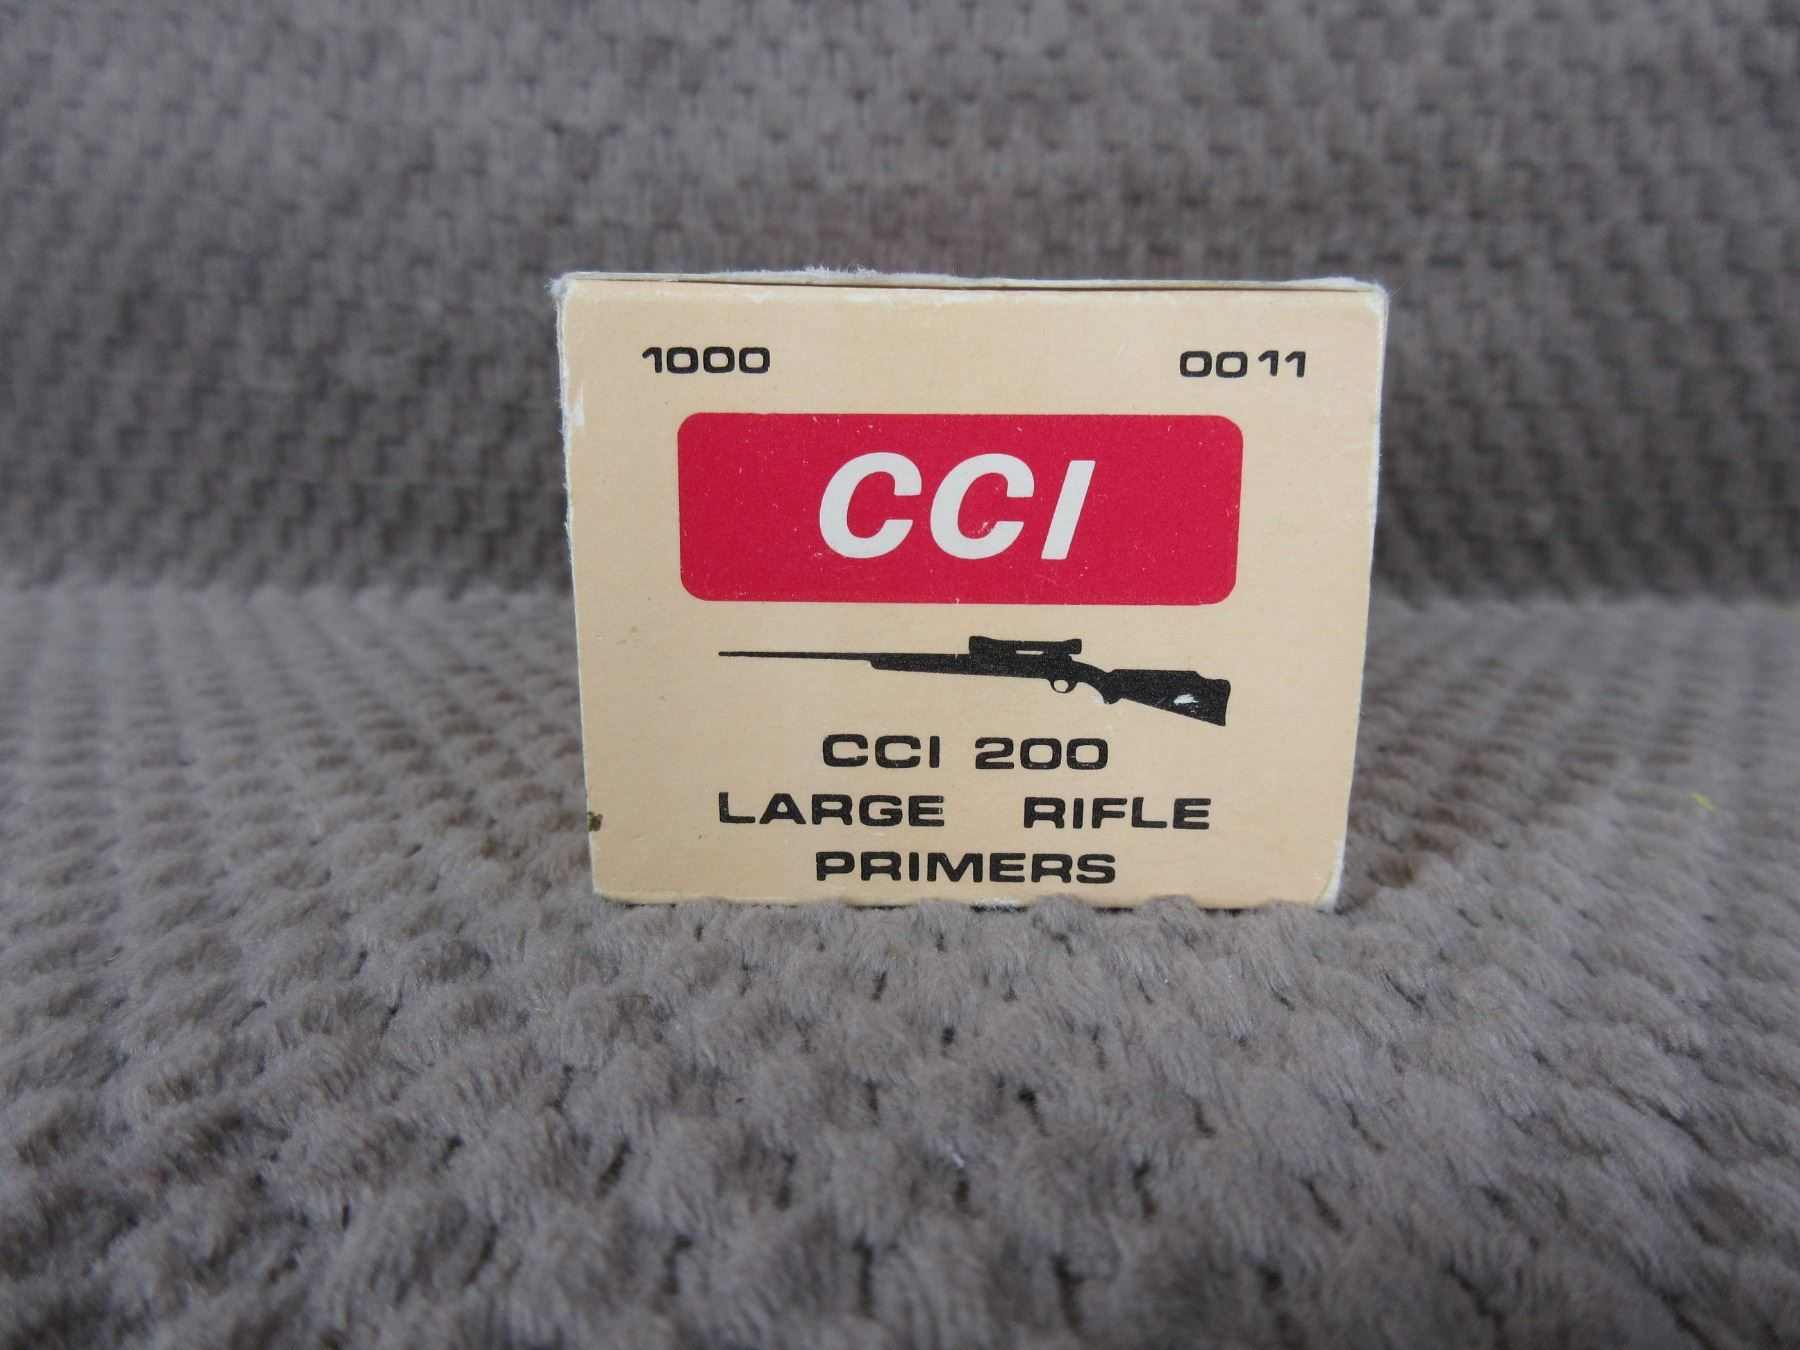 1000 0011
CCI
CCI 200
LARGE RIFLE
PRIMERS